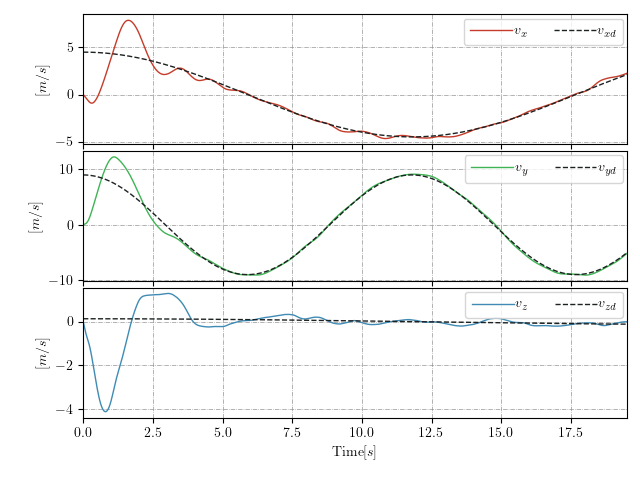 v_x v_xd
5
0
−5
[m/s]
v_y v_yd
10
0
−10
[m/s]
v_z v_zd
0
−2
−4
[m/s]
0.0 2.5 5.0 7.5 10.0 12.5 15.0 17.5
Time[s]